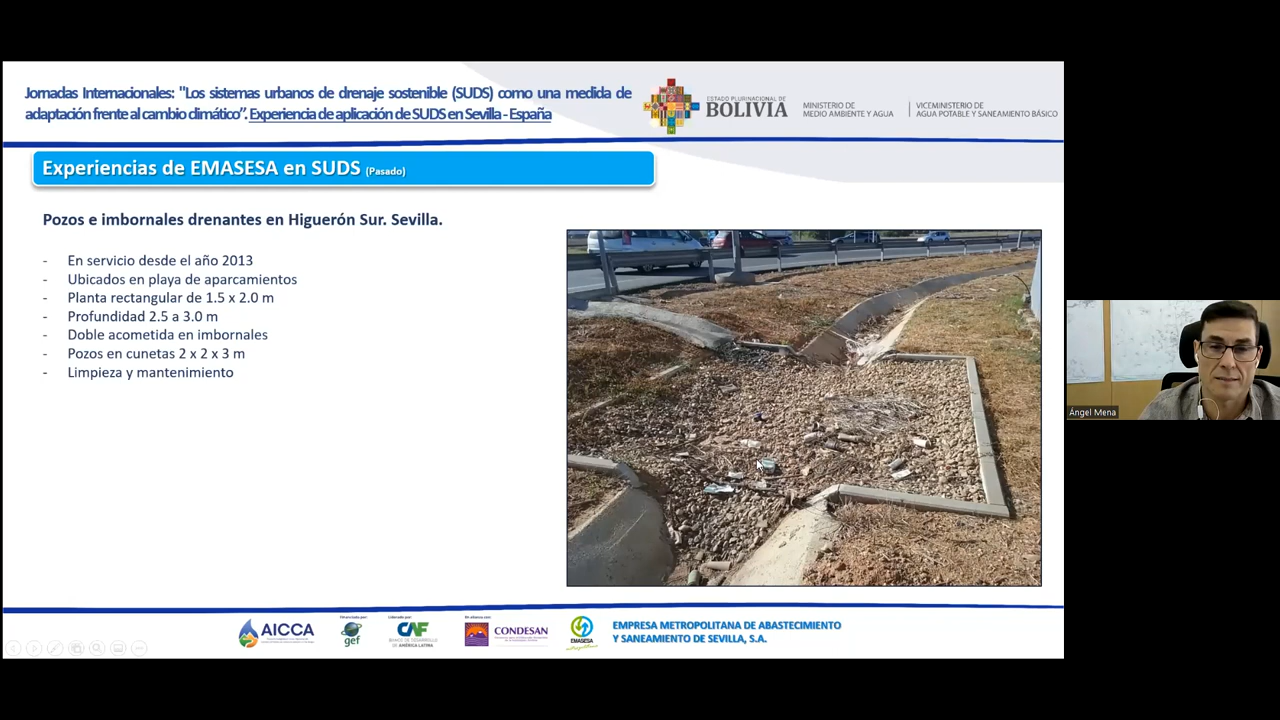 Jornadas Internacionales: "Los sistemas urbanos de drenaje sostenible (SUDS) como una medida de
adaptación frente al cambio climático". Experiencia de aplicación de SUDS en Sevilla - España
ESTADO PLURINACIONAL DE
BOLIVIA
MINISTERIO DE
MEDIO AMBIENTE Y AGUA
VICEMINISTERIO DE
AGUA POTABLE Y SANEAMIENTO BÁSICO
Experiencias de EMASESA en SUDS (Pasado)
Pozos e imbornales drenantes en Higuerón Sur. Sevilla.
- En servicio desde el año 2013
- Ubicados en playa de aparcamientos
- Planta rectangular de 1.5 x 2.0 m
- Profundidad 2.5 a 3.0 m
- Doble acometida en imbornales
- Pozos en cunetas 2 x 2 x 3 m
- Limpieza y mantenimiento
Ángel Mena
AICCA
Financiado por:
gef
CAF
BANCO DE DESARROLLO
DE AMÉRICA LATINA
CONDESAN
EMASESA
EMPRESA METROPOLITANA DE ABASTECIMIENTO
Y SANEAMIENTO DE SEVILLA, S.A.